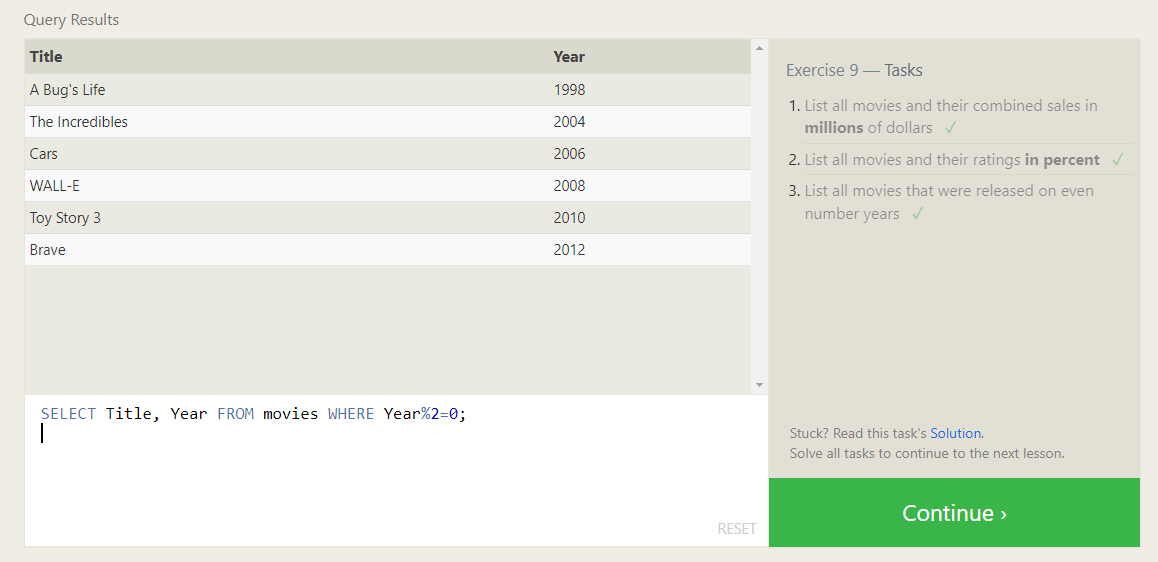 Query Results
Title Year
A Bug's Life 1998
The Incredibles 2004
Cars 2006
WALL-E 2008
Toy Story 3 2010
Brave 2012
SELECT Title, Year FROM movies WHERE Year%2=0;
RESET
Exercise 9 — Tasks
1. List all movies and their combined sales in
millions of dollars ✓
2. List all movies and their ratings in percent ✓
3. List all movies that were released on even
number years ✓
Stuck? Read this task's Solution.
Solve all tasks to continue to the next lesson.
Continue ›